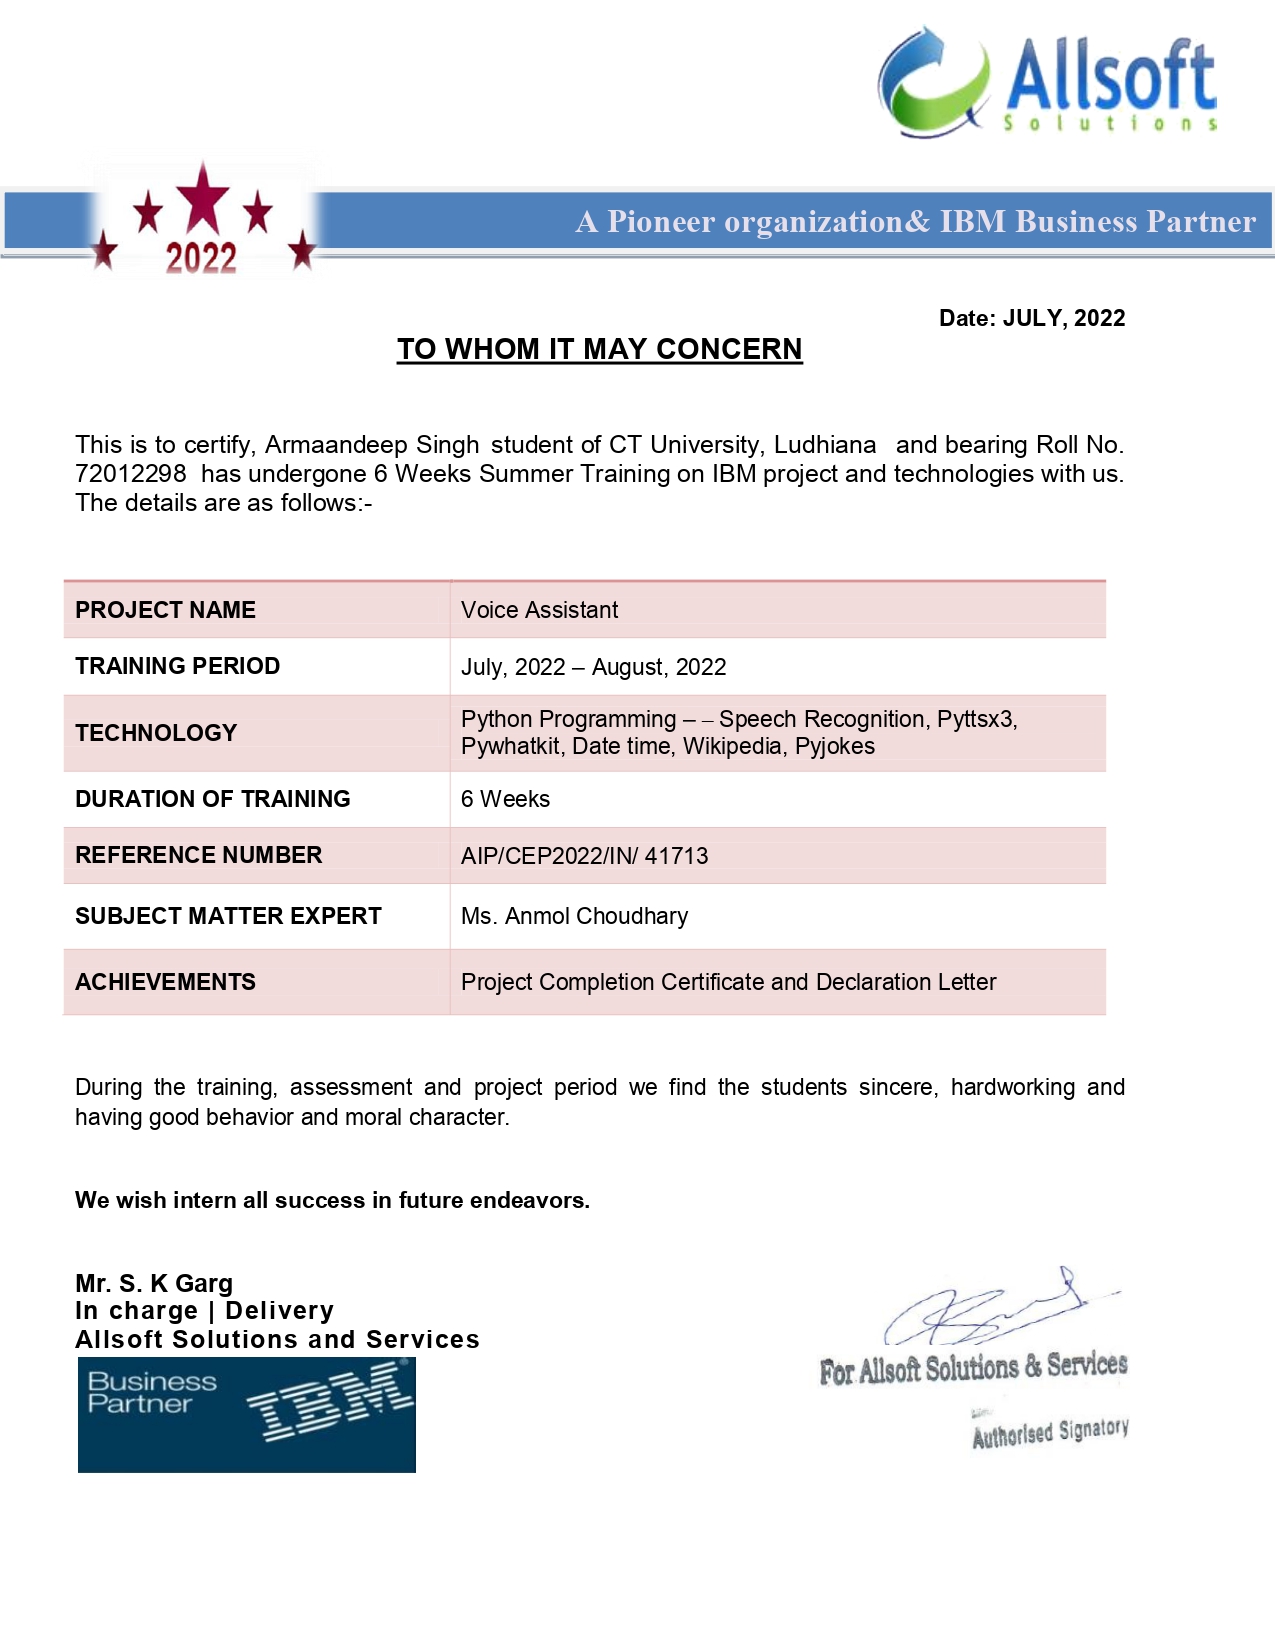 Allsoft
Solutions
2022
A Pioneer organization& IBM Business Partner
Date: JULY, 2022
TO WHOM IT MAY CONCERN
This is to certify, Armaandeep Singh student of CT University, Ludhiana and bearing Roll No.
72012298 has undergone 6 Weeks Summer Training on IBM project and technologies with us.
The details are as follows:-
PROJECT NAME Voice Assistant
TRAINING PERIOD July, 2022 – August, 2022
TECHNOLOGY Python Programming – – Speech Recognition, Pyttsx3,
Pywhatkit, Date time, Wikipedia, Pyjokes
DURATION OF TRAINING 6 Weeks
REFERENCE NUMBER AIP/CEP2022/IN/ 41713
SUBJECT MATTER EXPERT Ms. Anmol Choudhary
ACHIEVEMENTS Project Completion Certificate and Declaration Letter
During the training, assessment and project period we find the students sincere, hardworking and
having good behavior and moral character.
We wish intern all success in future endeavors.
Mr. S. K Garg
In charge | Delivery
Allsoft Solutions and Services
Business
Partner
IBM®
For Allsoft Solutions & Services
Authorised Signatory